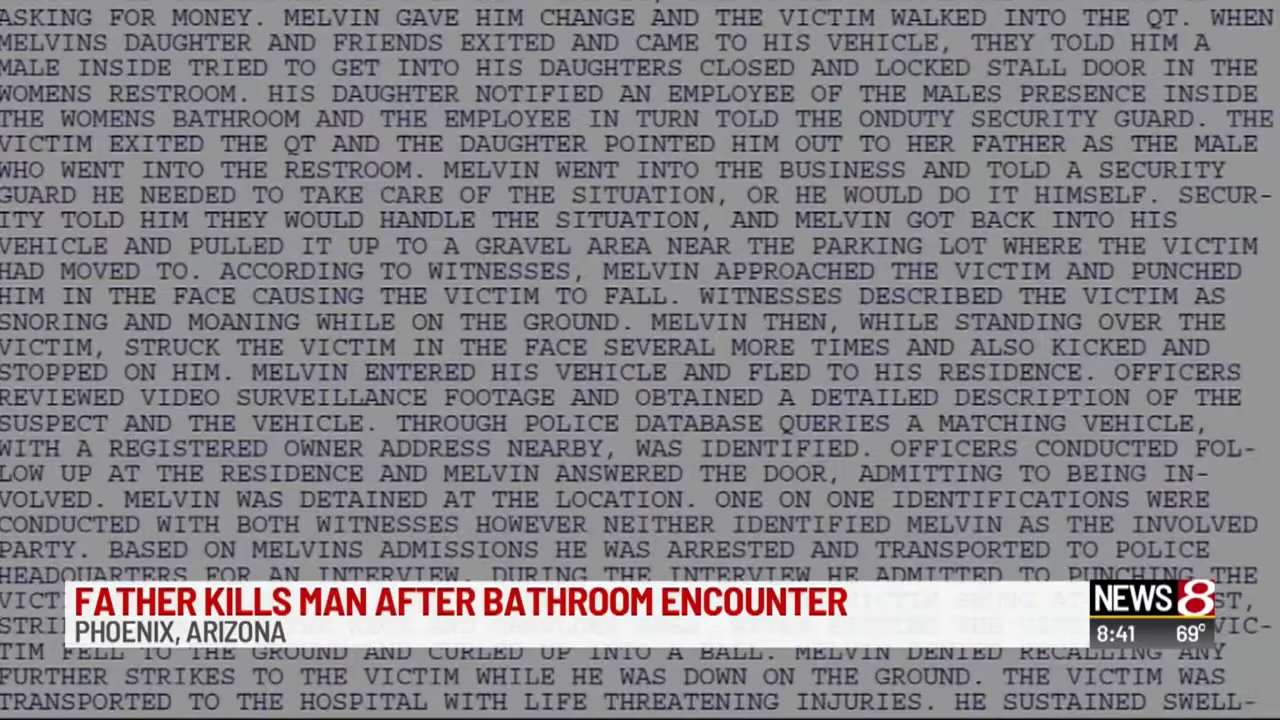 ASKING FOR MONEY. MELVIN GAVE HIM CHANGE AND THE VICTIM WALKED INTO THE QT. WHEN
MELVINS DAUGHTER AND FRIENDS EXITED AND CAME TO HIS VEHICLE, THEY TOLD HIM A
MALE INSIDE TRIED TO GET INTO HIS DAUGHTERS CLOSED AND LOCKED STALL DOOR IN THE
WOMENS RESTROOM. HIS DAUGHTER NOTIFIED AN EMPLOYEE OF THE MALES PRESENCE INSIDE
THE WOMENS BATHROOM AND THE EMPLOYEE IN TURN TOLD THE ONDUTY SECURITY GUARD. THE
VICTIM EXITED THE QT AND THE DAUGHTER POINTED HIM OUT TO HER FATHER AS THE MALE
WHO WENT INTO THE RESTROOM. MELVIN WENT INTO THE BUSINESS AND TOLD A SECURITY
GUARD HE NEEDED TO TAKE CARE OF THE SITUATION, OR HE WOULD DO IT HIMSELF. SECUR-
ITY TOLD HIM THEY WOULD HANDLE THE SITUATION, AND MELVIN GOT BACK INTO HIS
VEHICLE AND PULLED IT UP TO A GRAVEL AREA NEAR THE PARKING LOT WHERE THE VICTIM
HAD MOVED TO. ACCORDING TO WITNESSES, MELVIN APPROACHED THE VICTIM AND PUNCHED
HIM IN THE FACE CAUSING THE VICTIM TO FALL. WITNESSES DESCRIBED THE VICTIM AS
SNORING AND MOANING WHILE ON THE GROUND. MELVIN THEN, WHILE STANDING OVER THE
VICTIM, STRUCK THE VICTIM IN THE FACE SEVERAL MORE TIMES AND ALSO KICKED AND
STOPPED ON HIM. MELVIN ENTERED HIS VEHICLE AND FLED TO HIS RESIDENCE. OFFICERS
REVIEWED VIDEO SURVEILLANCE FOOTAGE AND OBTAINED A DETAILED DESCRIPTION OF THE
SUSPECT AND THE VEHICLE. THROUGH POLICE DATABASE QUERIES A MATCHING VEHICLE,
WITH A REGISTERED OWNER ADDRESS NEARBY, WAS IDENTIFIED. OFFICERS CONDUCTED FOL-
LOW UP AT THE RESIDENCE AND MELVIN ANSWERED THE DOOR, ADMITTING TO BEING IN-
VOLVED. MELVIN WAS DETAINED AT THE LOCATION. ONE ON ONE IDENTIFICATIONS WERE
CONDUCTED WITH BOTH WITNESSES HOWEVER NEITHER IDENTIFIED MELVIN AS THE INVOLVED
PARTY. BASED ON MELVINS ADMISSIONS HE WAS ARRESTED AND TRANSPORTED TO POLICE
HEADQUARTERS FOR AN INTERVIEW. DURING THE INTERVIEW HE ADMITTED TO PUNCHING THE
FATHER KILLS MAN AFTER BATHROOM ENCOUNTER
PHOENIX, ARIZONA
NEWS 8
8:41 69°
TIM FELL TO THE GROUND AND CURLED UP INTO A BALL. MELVIN DENIED RECALLING ANY
FURTHER STRIKES TO THE VICTIM WHILE HE WAS DOWN ON THE GROUND. THE VICTIM WAS
TRANSPORTED TO THE HOSPITAL WITH LIFE THREATENING INJURIES. HE SUSTAINED SWELL-